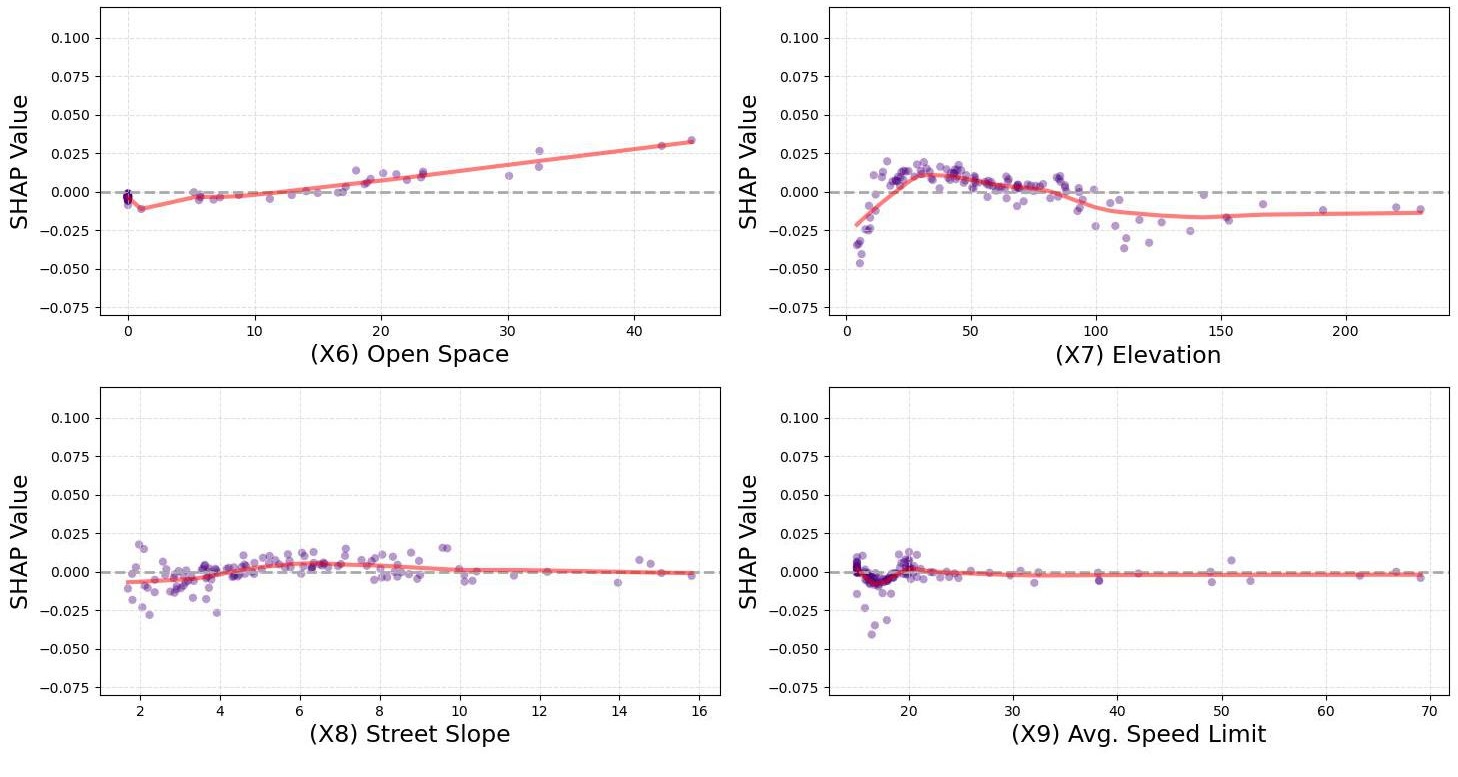 SHAP Value
0.100
0.075
0.050
0.025
0.000
−0.025
−0.050
−0.075
0 10 20 30 40
(X6) Open Space
SHAP Value
0.100
0.075
0.050
0.025
0.000
−0.025
−0.050
−0.075
0 50 100 150 200
(X7) Elevation
SHAP Value
0.100
0.075
0.050
0.025
0.000
−0.025
−0.050
−0.075
2 4 6 8 10 12 14 16
(X8) Street Slope
SHAP Value
0.100
0.075
0.050
0.025
0.000
−0.025
−0.050
−0.075
20 30 40 50 60 70
(X9) Avg. Speed Limit